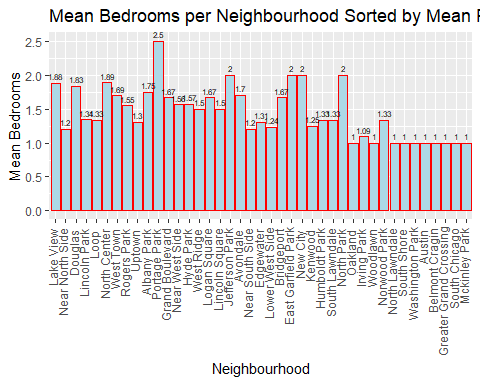 Mean Bedrooms per Neighbourhood Sorted by Mean P
Mean Bedrooms
2.5
2.0
1.5
1.0
0.5
0.0
1.88
1.2
1.83
1.34
1.33
1.89
1.69
1.55
1.3
1.75
2.5
1.67
1.56
1.57
1.5
1.67
1.5
2
1.7
1.2
1.31
1.24
1.67
2
2
1.25
1.33
1.33
2
1
1.09
1
1.33
1
1
1
1
1
1
1
1
Lake View
Near North Side
Douglas
Lincoln Park
Loop
North Center
West Town
Rogers Park
Uptown
Albany Park
Portage Park
Grand Boulevard
Near West Side
Hyde Park
West Ridge
Logan Square
Lincoln Square
Jefferson Park
Avondale
Near South Side
Edgewater
Lower West Side
Bridgeport
East Garfield Park
New City
Kenwood
Humboldt Park
South Lawndale
North Park
Oakland
Irving Park
Woodlawn
Norwood Park
North Lawndale
South Shore
Washington Park
Austin
Belmont Cragin
Greater Grand Crossing
South Chicago
Mckinley Park
Neighbourhood